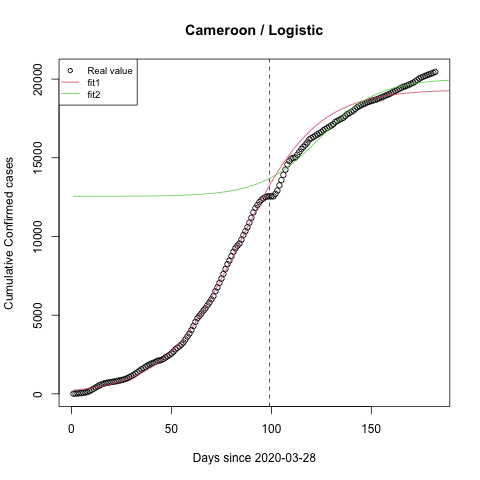 Cameroon / Logistic
Real value
fit1
fit2
Cumulative Confirmed cases
20000
15000
10000
5000
0
0 50 100 150
Days since 2020-03-28